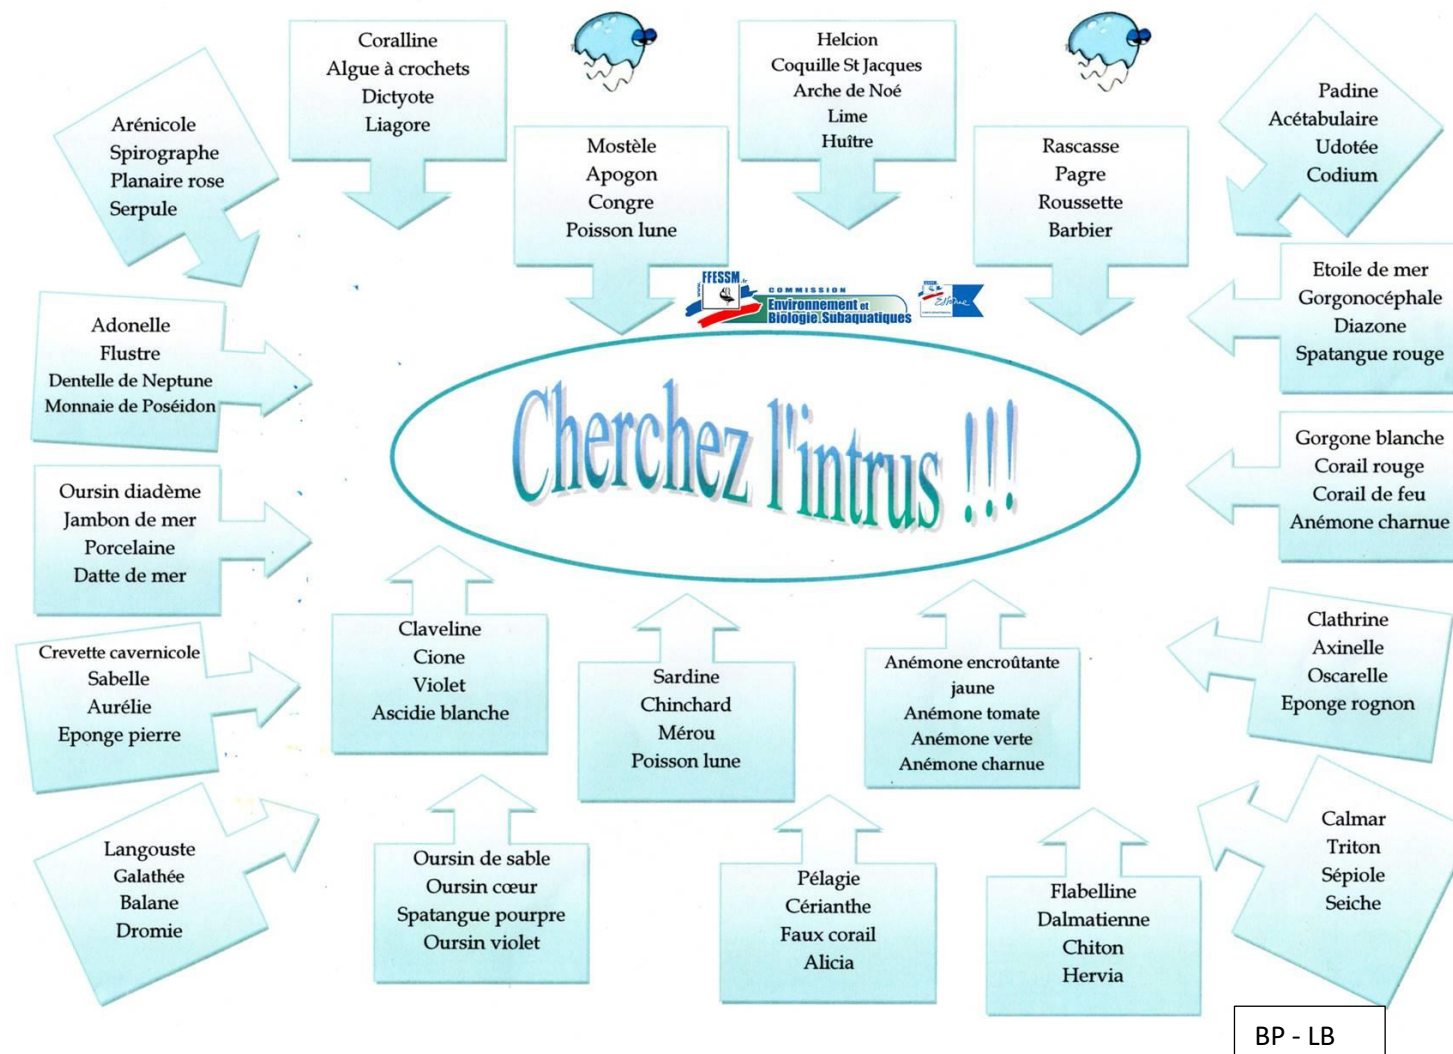 Coralline
Algue à crochets
Dictyote
Liagore
Helcion
Coquille St Jacques
Arche de Noé
Lime
Huître
Arénicole
Spirographe
Planaire rose
Serpule
Mostèle
Apogon
Congre
Poisson lune
Rascasse
Pagre
Roussette
Barbier
Padine
Acétabulaire
Udotée
Codium
FFESSM.fr
COMMISSION
Environnement et
Biologie Subaquatiques
FFESSM
Essonne
Etoile de mer
Gorgonocéphale
Diazone
Spatangue rouge
Adonelle
Flustre
Dentelle de Neptune
Monnaie de Poséidon
Cherchez l'intrus !!!
Gorgone blanche
Corail rouge
Corail de feu
Anémone charnue
Oursin diadème
Jambon de mer
Porcelaine
Datte de mer
Claveline
Cione
Violet
Ascidie blanche
Sardine
Chinchard
Mérou
Poisson lune
Anémone encroûtante
jaune
Anémone tomate
Anémone verte
Anémone charnue
Clathrine
Axinelle
Oscarelle
Eponge rognon
Crevette cavernicole
Sabelle
Aurélie
Eponge pierre
Langouste
Galathée
Balane
Dromie
Oursin de sable
Oursin cœur
Spatangue pourpre
Oursin violet
Pélagie
Cérianthe
Faux corail
Alicia
Flabelline
Dalmatienne
Chiton
Hervia
Calmar
Triton
Sépiole
Seiche
BP - LB